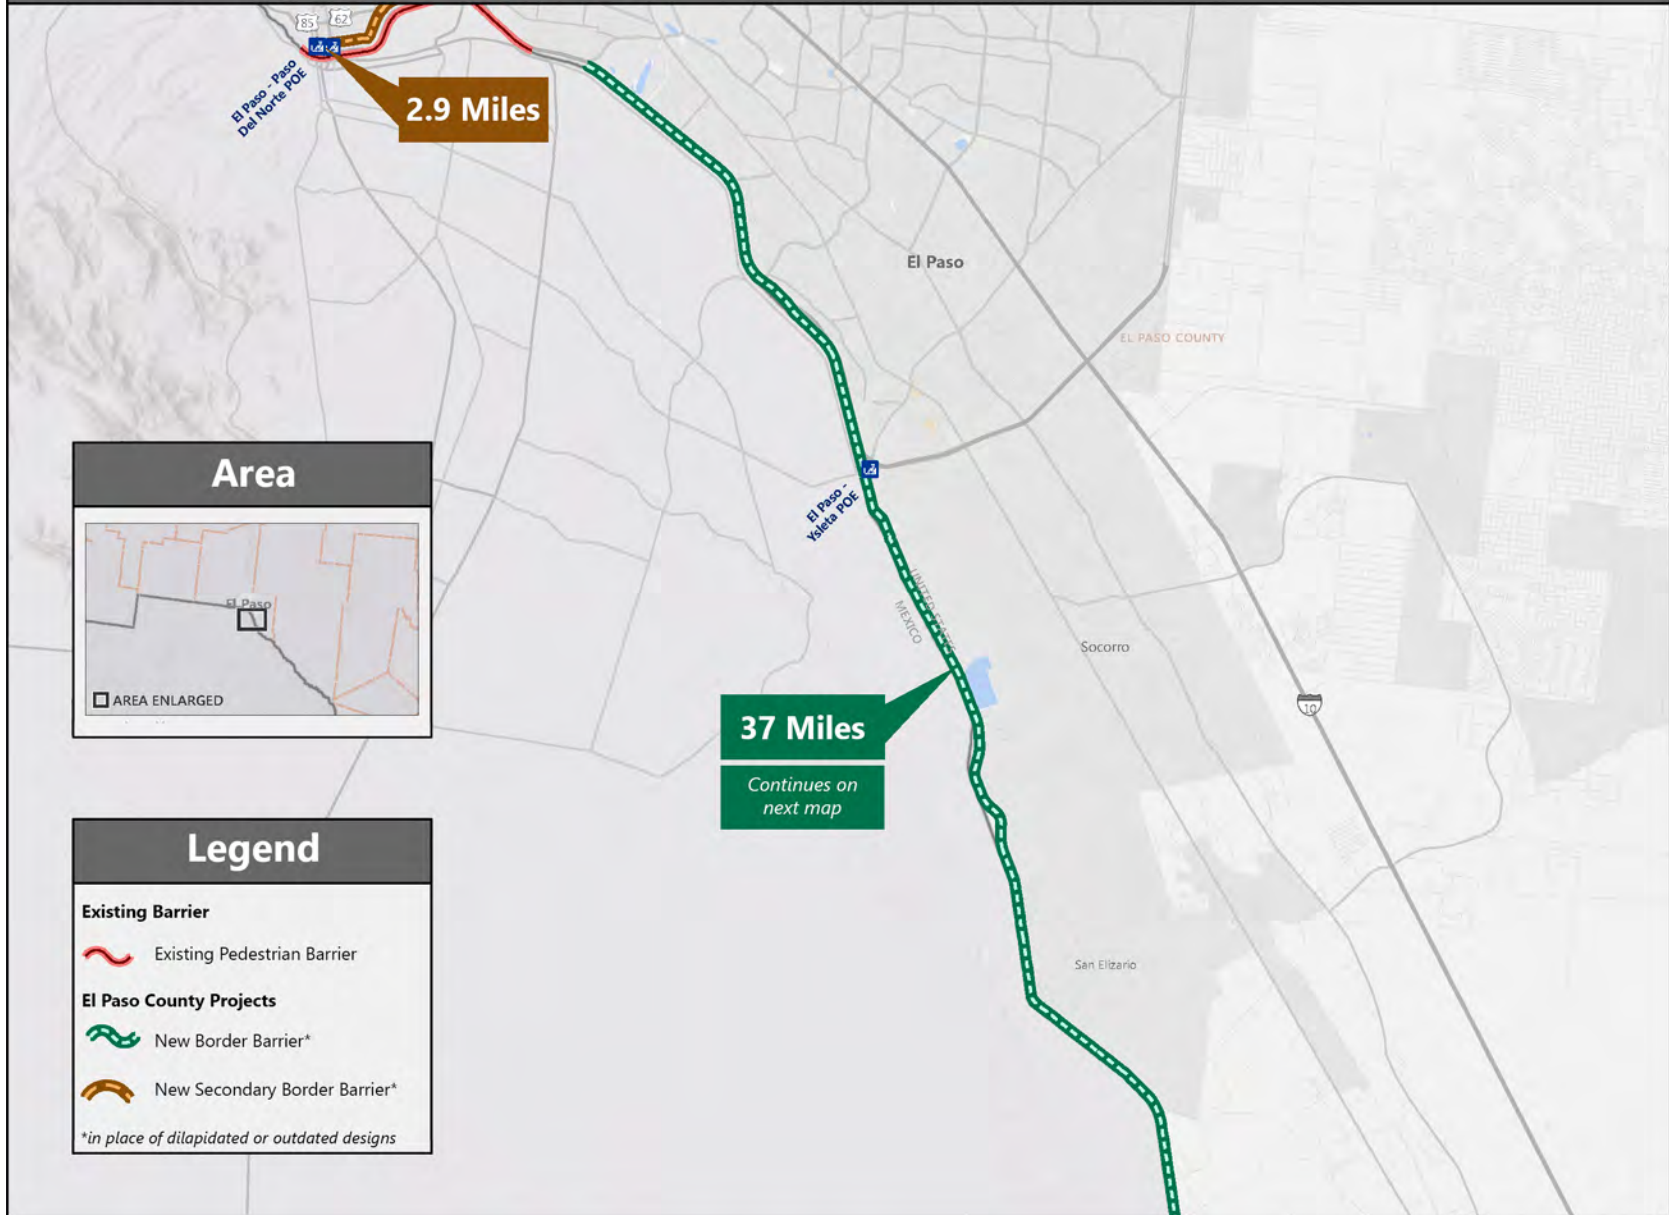 85
62
El Paso - Paso
Del Norte POE
2.9 Miles
El Paso
EL PASO COUNTY
El Paso -
Ysleta POE
UNITED STATES
MEXICO
Socorro
10
37 Miles
Continues on
next map
San Elizario
Area
El Paso
AREA ENLARGED
Legend
Existing Barrier
Existing Pedestrian Barrier
El Paso County Projects
New Border Barrier*
New Secondary Border Barrier*
*in place of dilapidated or outdated designs